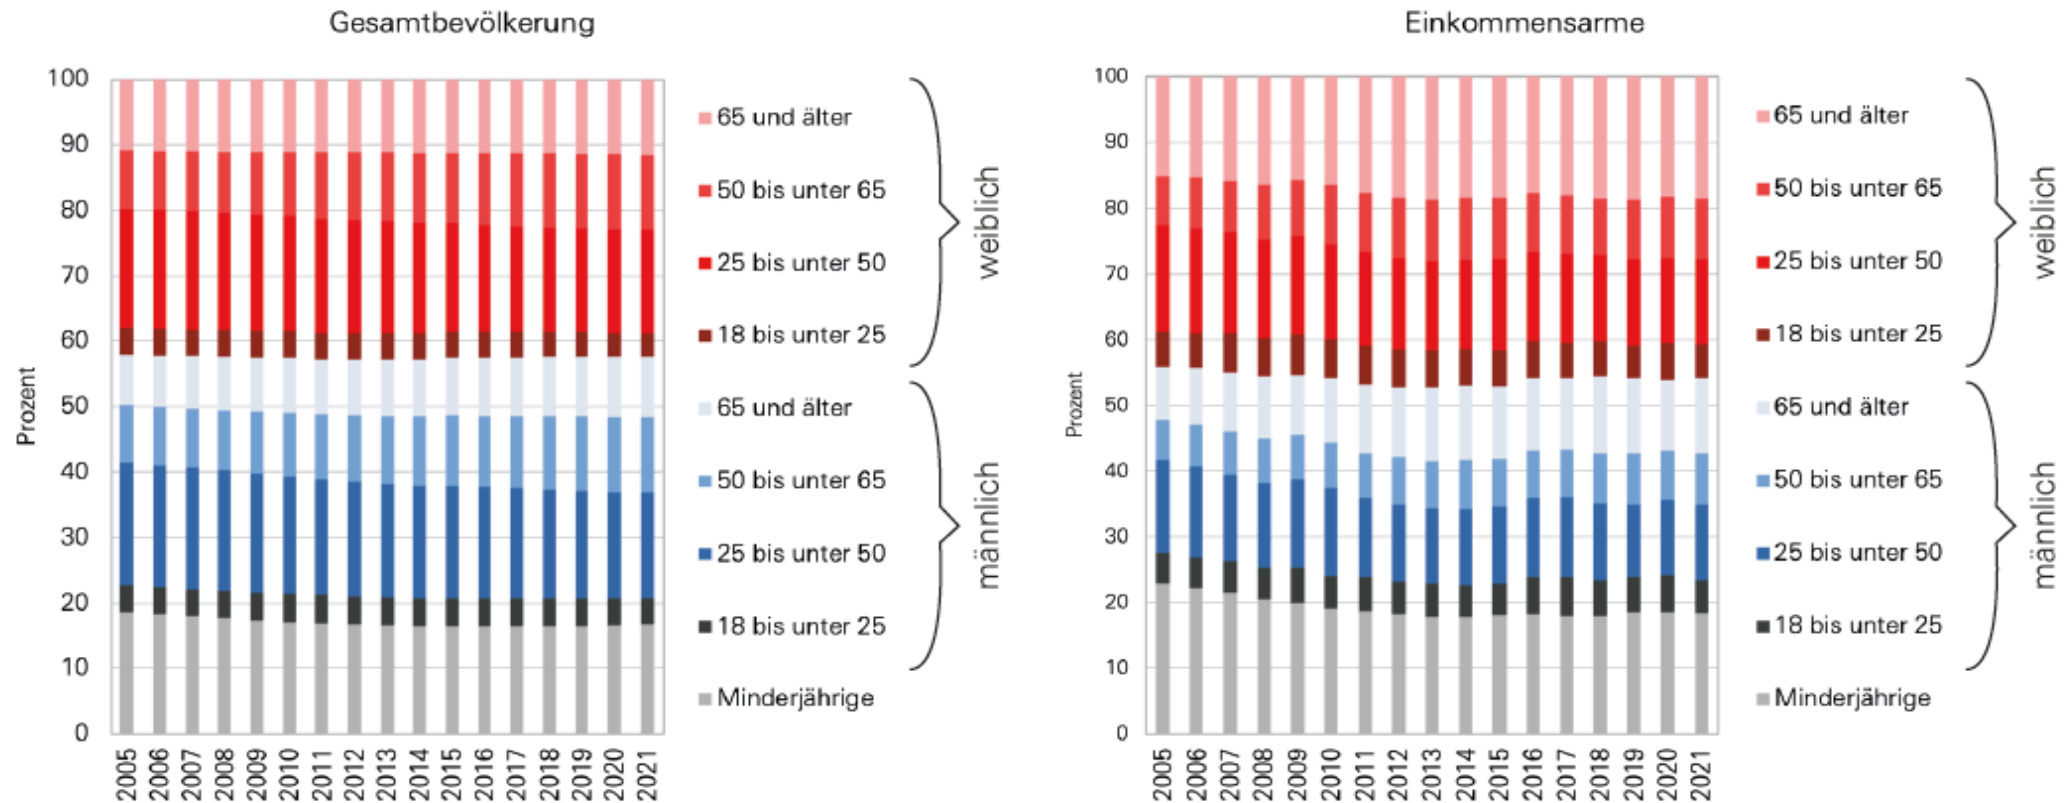 Gesamtbevölkerung
100
90
80
70
60
50
40
30
20
10
0
Prozent
2005
2006
2007
2008
2009
2010
2011
2012
2013
2014
2015
2016
2017
2018
2019
2020
2021
65 und älter
50 bis unter 65
25 bis unter 50
18 bis unter 25
65 und älter
50 bis unter 65
25 bis unter 50
18 bis unter 25
Minderjährige
weiblich
männlich
Einkommensarme
100
90
80
70
60
50
40
30
20
10
0
Prozent
2005
2006
2007
2008
2009
2010
2011
2012
2013
2014
2015
2016
2017
2018
2019
2020
2021
65 und älter
50 bis unter 65
25 bis unter 50
18 bis unter 25
65 und älter
50 bis unter 65
25 bis unter 50
18 bis unter 25
Minderjährige
weiblich
männlich